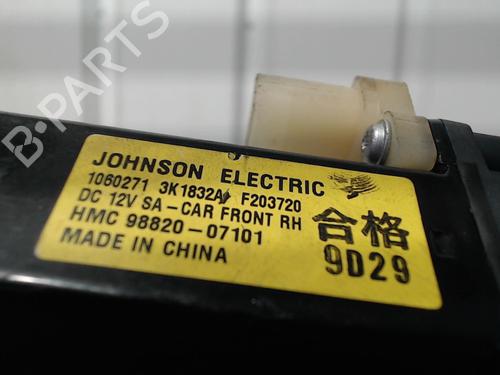 B-PARTS
JOHNSON ELECTRIC
1060271 3K1832A F203720
DC 12V SA-CAR FRONT RH
HMC 98820-07101
MADE IN CHINA
合格
9D29